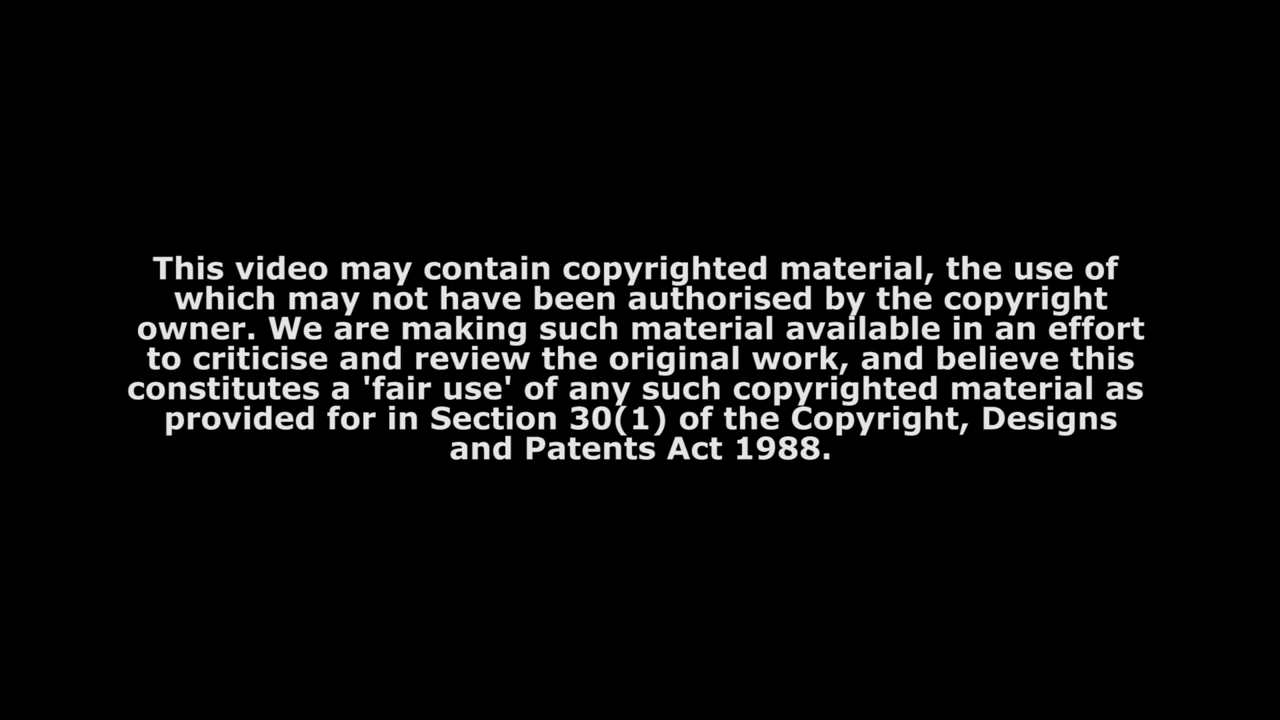 This video may contain copyrighted material, the use of
which may not have been authorised by the copyright
owner. We are making such material available in an effort
to criticise and review the original work, and believe this
constitutes a 'fair use' of any such copyrighted material as
provided for in Section 30(1) of the Copyright, Designs
and Patents Act 1988.